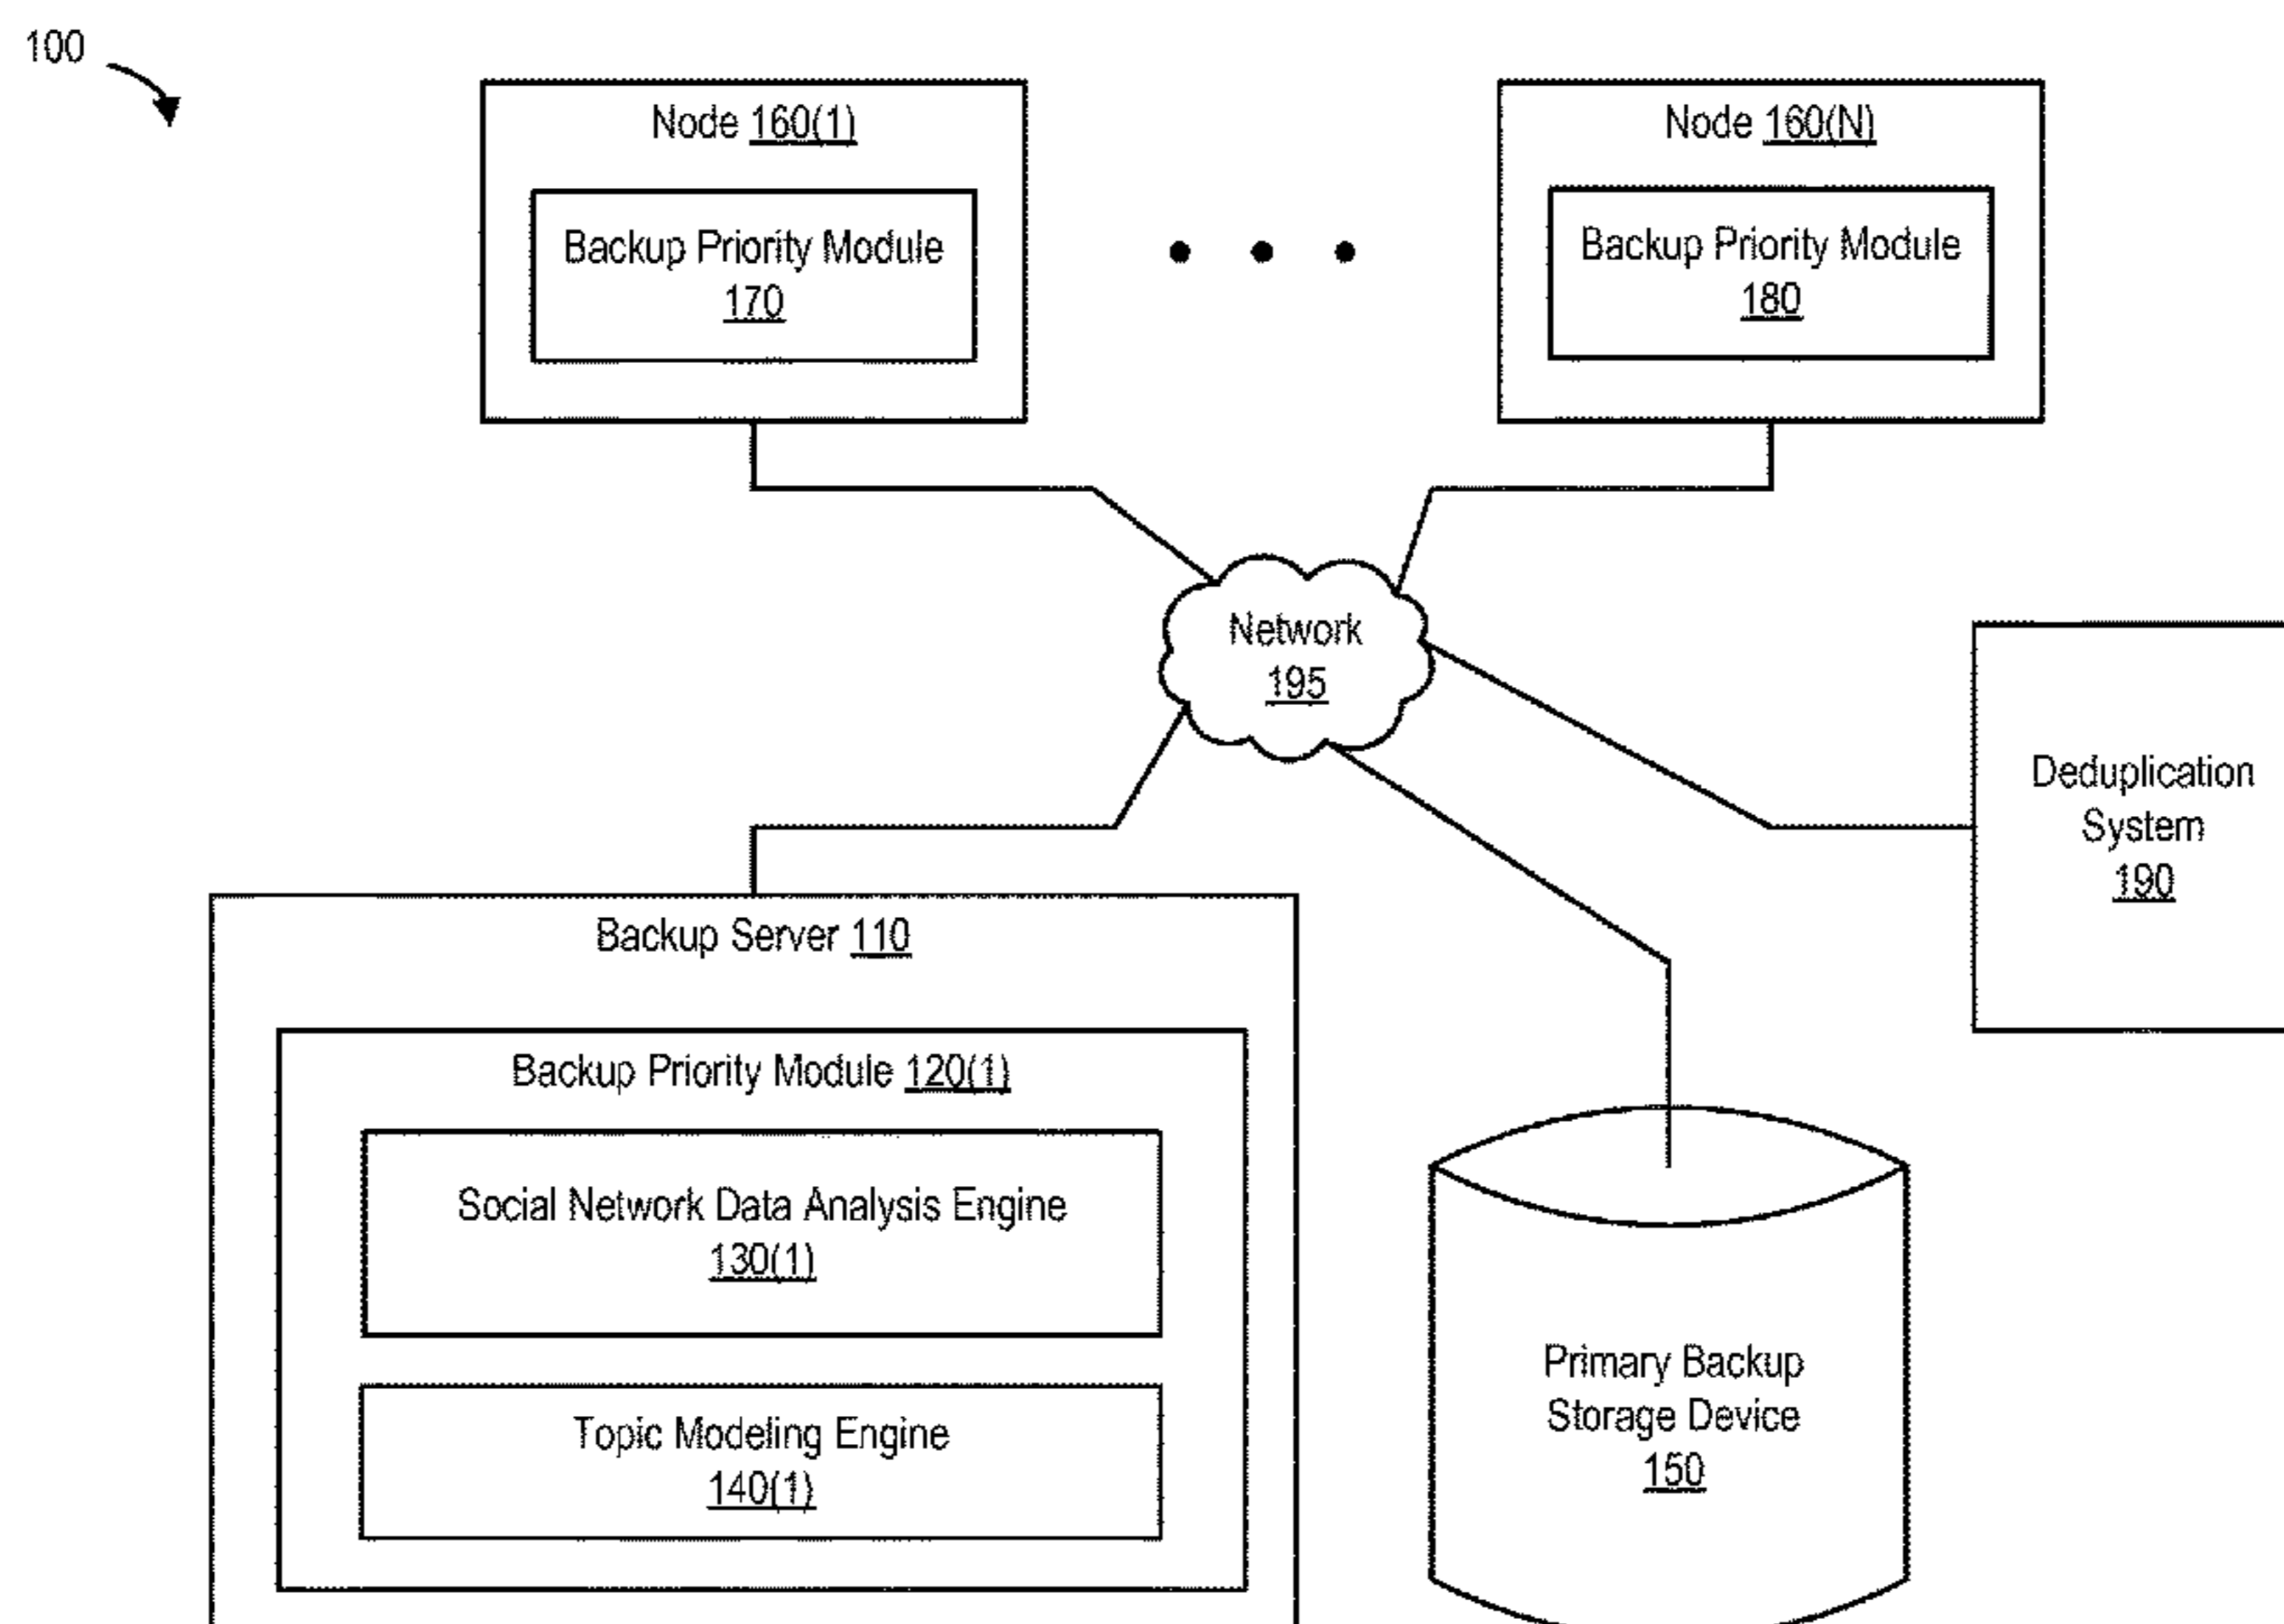 100
Node 160(1)
Backup Priority Module
170
Node 160(N)
Backup Priority Module
180
Network
195
Deduplication
System
190
Backup Server 110
Backup Priority Module 120(1)
Social Network Data Analysis Engine
130(1)
Topic Modeling Engine
140(1)
Primary Backup
Storage Device
150